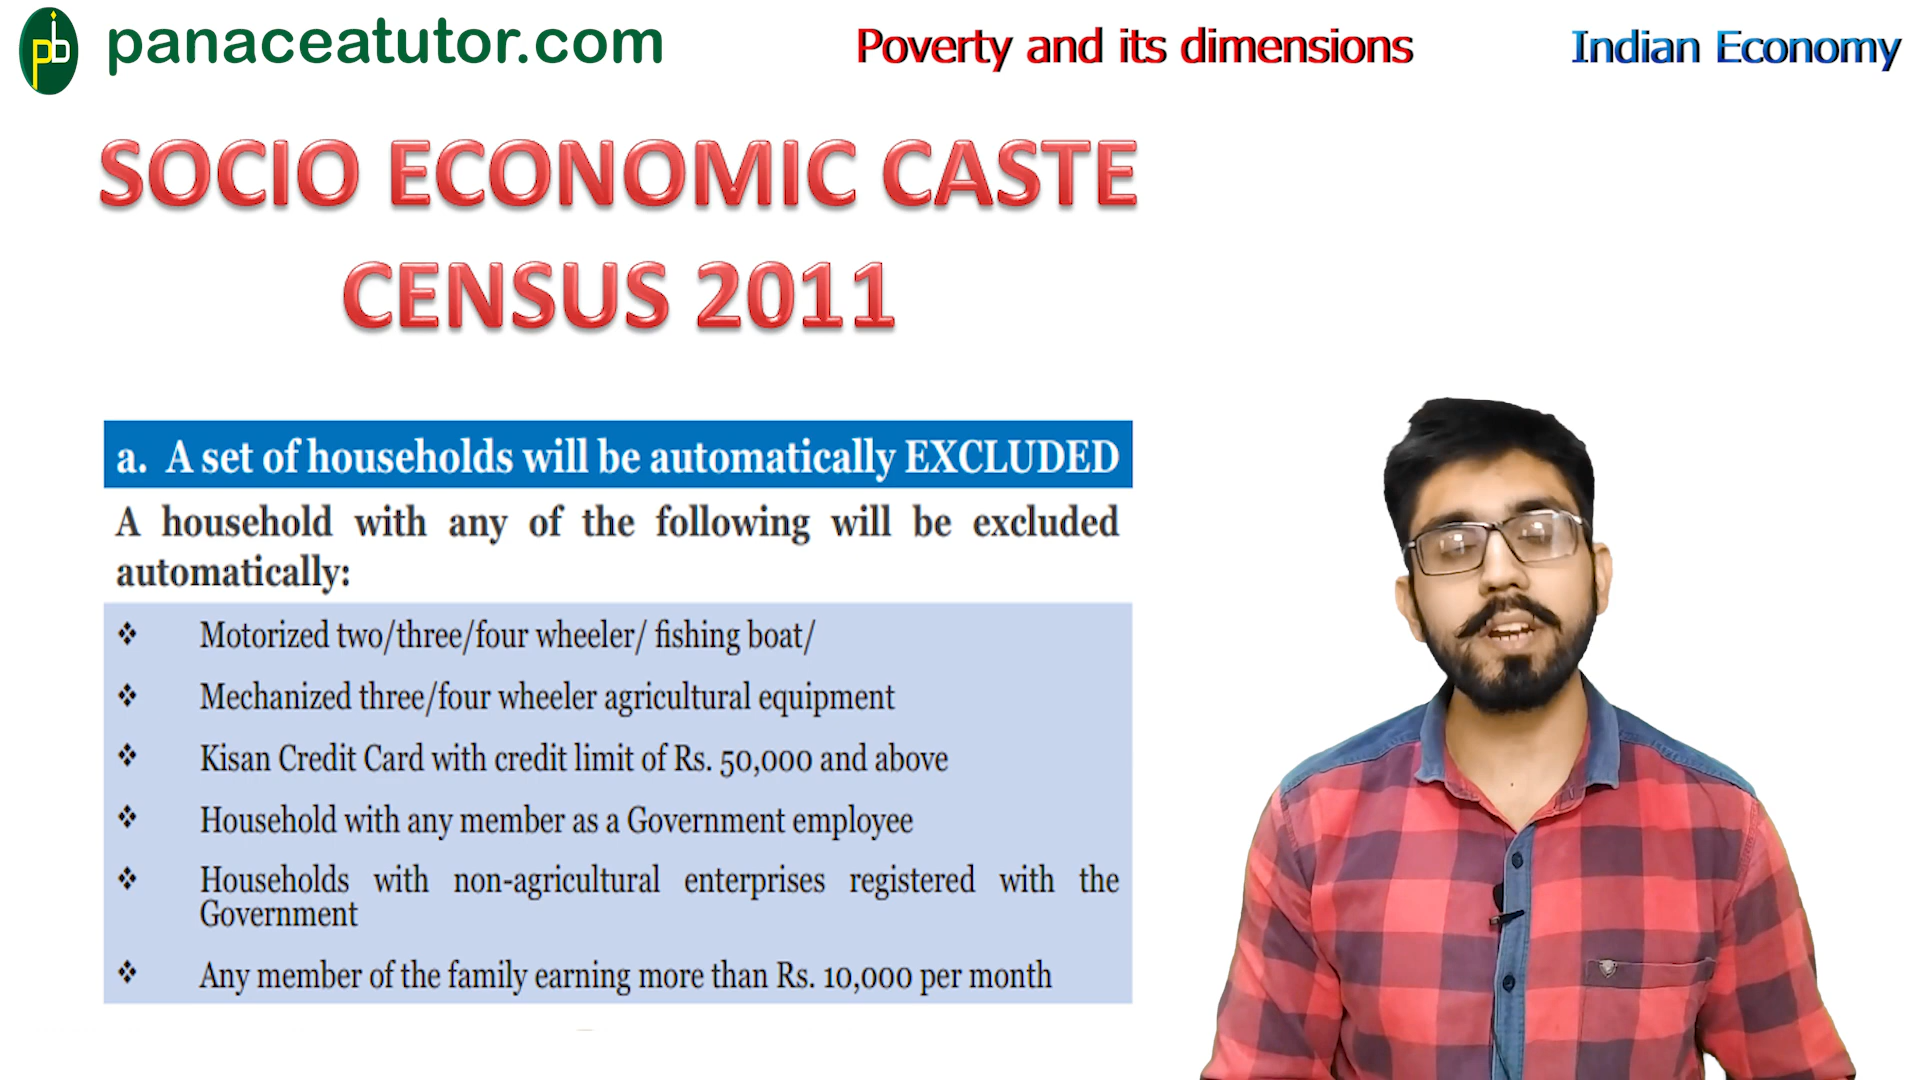 pb panaceatutor.com
Poverty and its dimensions
Indian Economy
SOCIO ECONOMIC CASTE
CENSUS 2011
a. A set of households will be automatically EXCLUDED
A household with any of the following will be excluded
automatically:
❖ Motorized two/three/four wheeler/ fishing boat/
❖ Mechanized three/four wheeler agricultural equipment
❖ Kisan Credit Card with credit limit of Rs. 50,000 and above
❖ Household with any member as a Government employee
❖ Households with non-agricultural enterprises registered with the
Government
❖ Any member of the family earning more than Rs. 10,000 per month